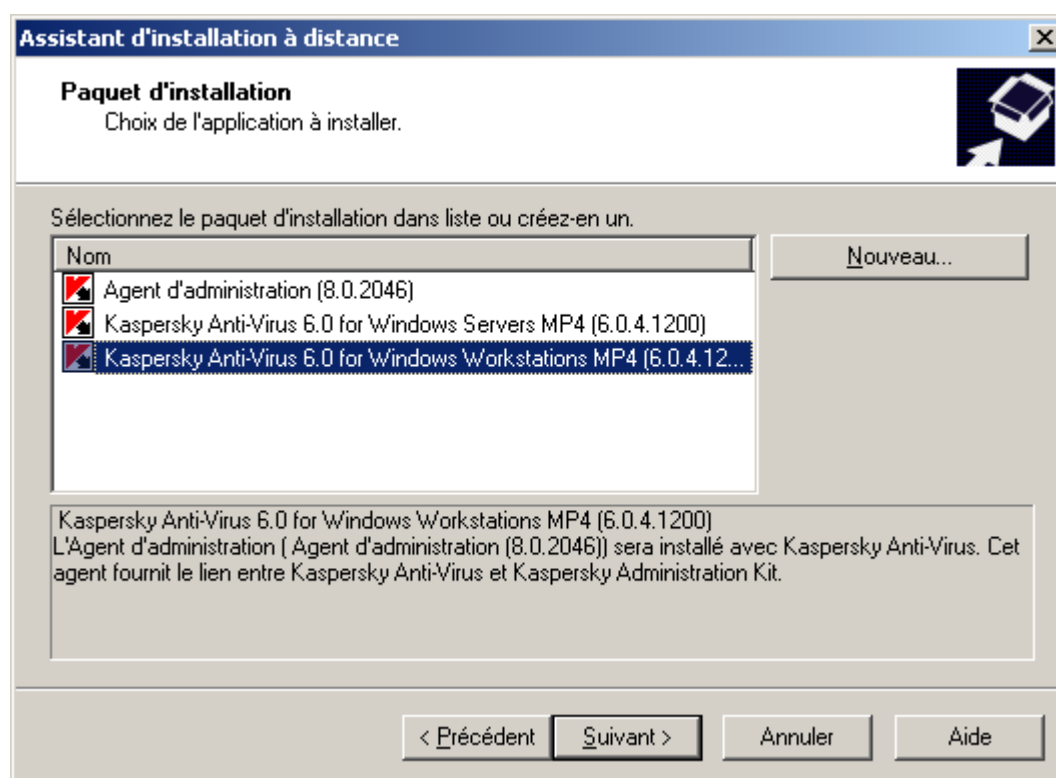 Assistant d'installation à distance
Paquet d'installation
Choix de l'application à installer.
Sélectionnez le paquet d'installation dans liste ou créez-en un.
Nom
Nouveau...
Agent d'administration (8.0.2046)
Kaspersky Anti-Virus 6.0 for Windows Servers MP4 (6.0.4.1200)
Kaspersky Anti-Virus 6.0 for Windows Workstations MP4 (6.0.4.12...
Kaspersky Anti-Virus 6.0 for Windows Workstations MP4 (6.0.4.1200)
L'Agent d'administration ( Agent d'administration (8.0.2046)) sera installé avec Kaspersky Anti-Virus. Cet
agent fournit le lien entre Kaspersky Anti-Virus et Kaspersky Administration Kit.
< Précédent Suivant > Annuler Aide